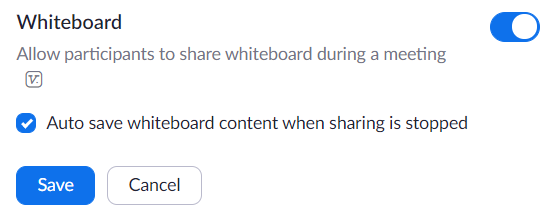 Whiteboard
Allow participants to share whiteboard during a meeting
V.
Auto save whiteboard content when sharing is stopped
Save
Cancel